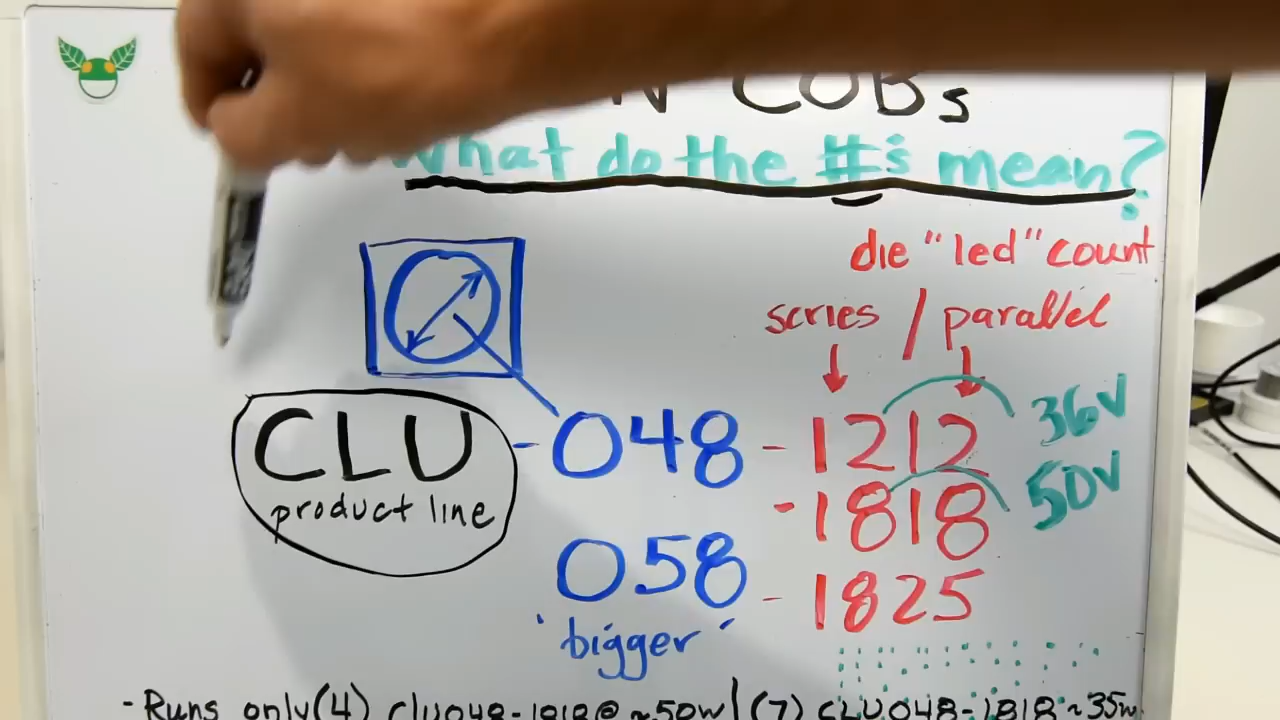 COBs
What do the #'s mean?
die "led" count
series / parallel
CLU - 048 - 1212 36V
product line
- 1818 50V
058 - 1825
'bigger'
- Runs only (4) CLU048-1818@ ~50w | (7) CLU048-1818 ~35w